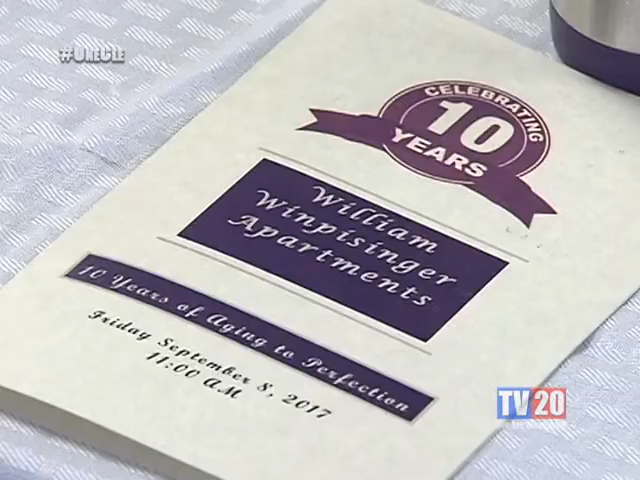 #ONECLE
CELEBRATING
10
YEARS
William
Winpisinger
Apartments
10 Years of Aging to Perfection
Friday September 8, 2017
11:00 AM
TV20